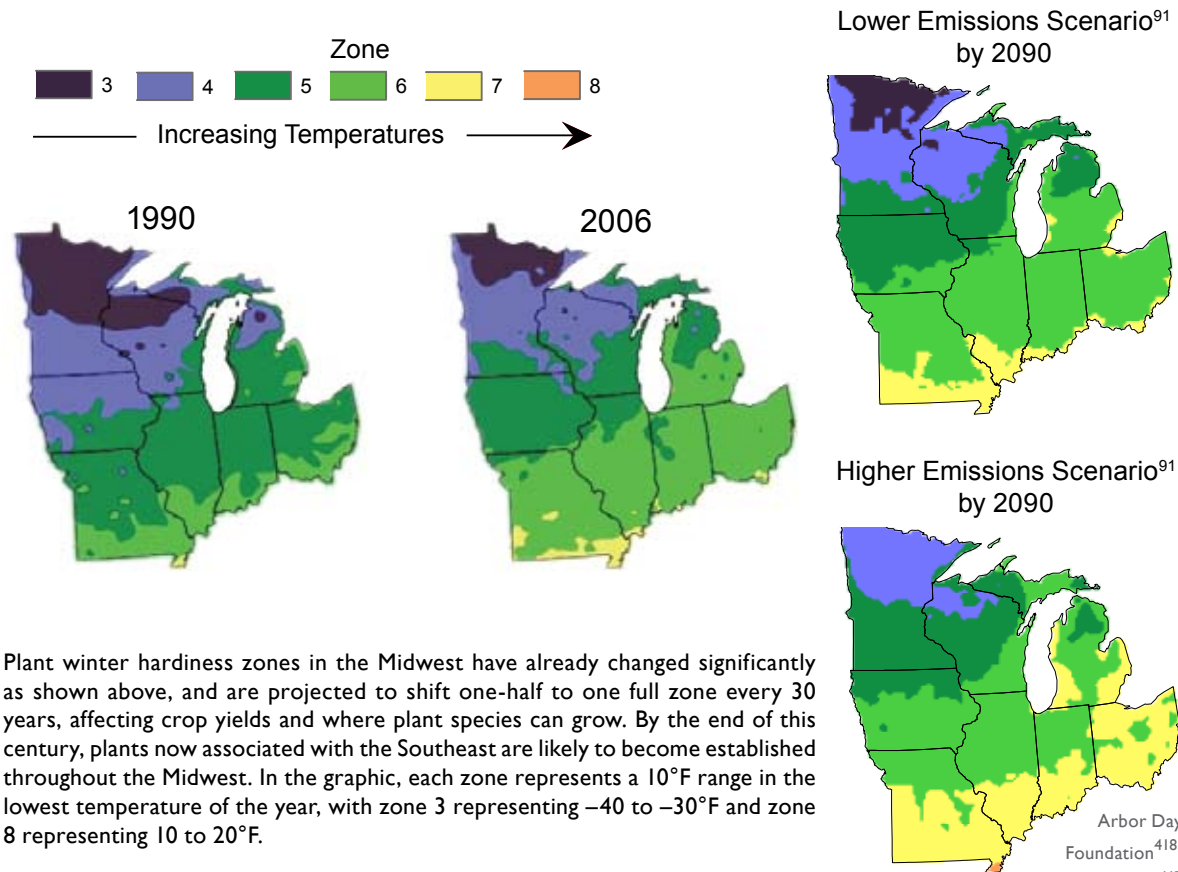 Zone
3 4 5 6 7 8
Increasing Temperatures
1990
2006
Lower Emissions Scenario⁹¹
by 2090
Higher Emissions Scenario⁹¹
by 2090
Plant winter hardiness zones in the Midwest have already changed significantly
as shown above, and are projected to shift one-half to one full zone every 30
years, affecting crop yields and where plant species can grow. By the end of this
century, plants now associated with the Southeast are likely to become established
throughout the Midwest. In the graphic, each zone represents a 10°F range in the
lowest temperature of the year, with zone 3 representing –40 to –30°F and zone
8 representing 10 to 20°F.
Arbor Day
Foundation⁴¹⁸